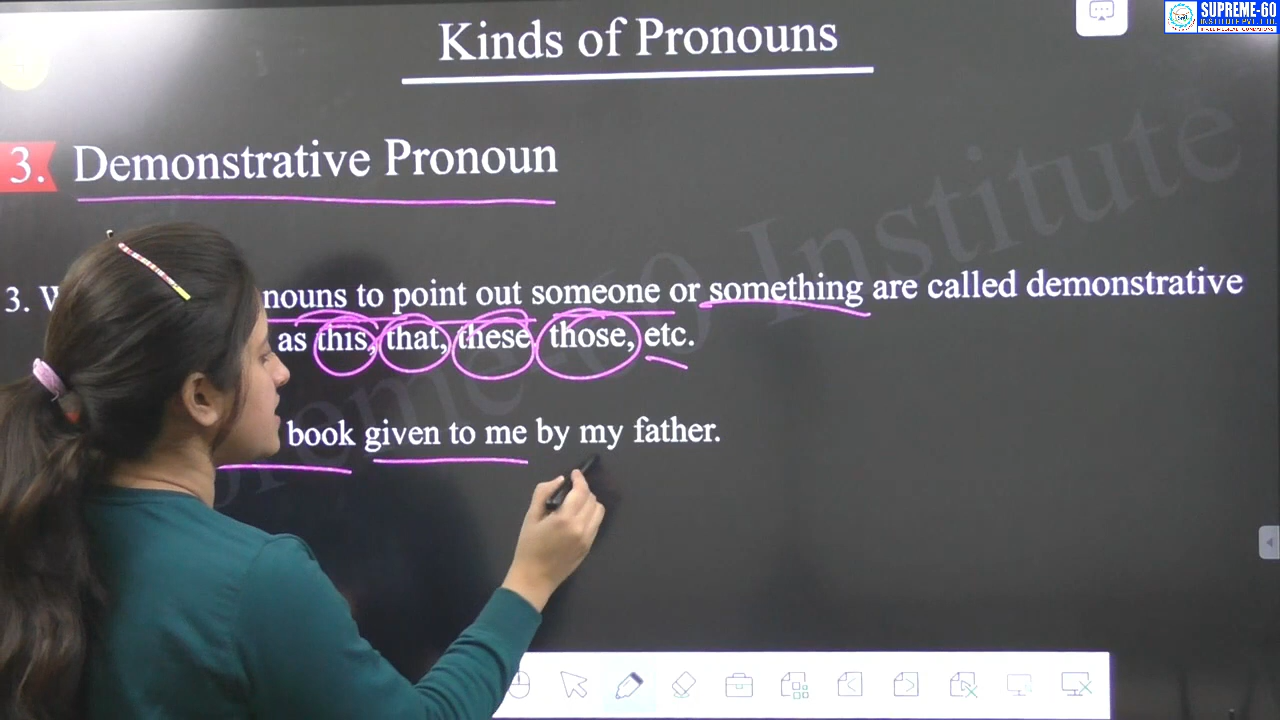 SUPREME-60
Kinds of Pronouns
3. Demonstrative Pronoun
3. nouns to point out someone or something are called demonstrative
as this, that, these, those, etc.
book given to me by my father.
Institute